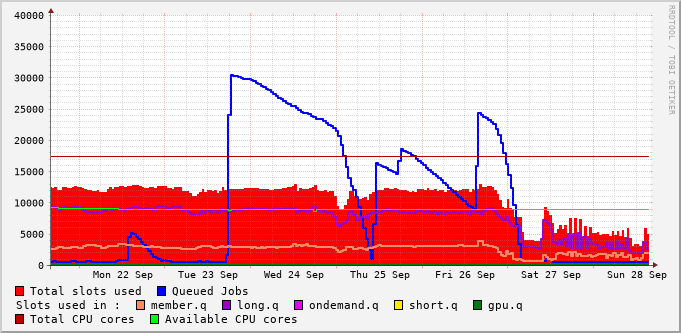 40000
35000
30000
25000
20000
15000
10000
5000
0
Mon 22 Sep Tue 23 Sep Wed 24 Sep Thu 25 Sep Fri 26 Sep Sat 27 Sep Sun 28 Sep
Total slots used Queued Jobs
Slots used in : member.q long.q ondemand.q short.q gpu.q
Total CPU cores Available CPU cores
RRDTOOL / TOBI OETIKER